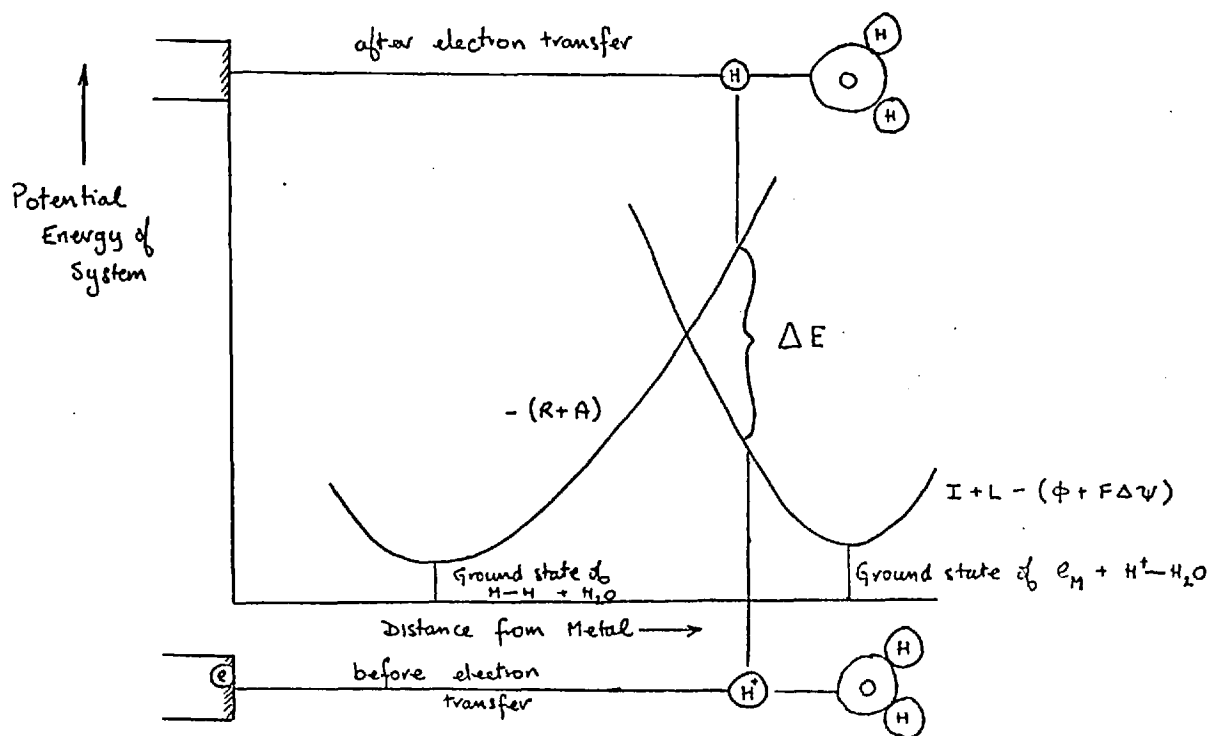 after electron transfer
H
O
H
H
Potential
Energy of
System
ΔE
- (R+A)
I + L - (Φ + FΔψ)
Ground state of
M-H + H₂O
Ground state of e_M + H⁺-H₂O
Distance from Metal
e
before electron
transfer
H⁺
O
H
H